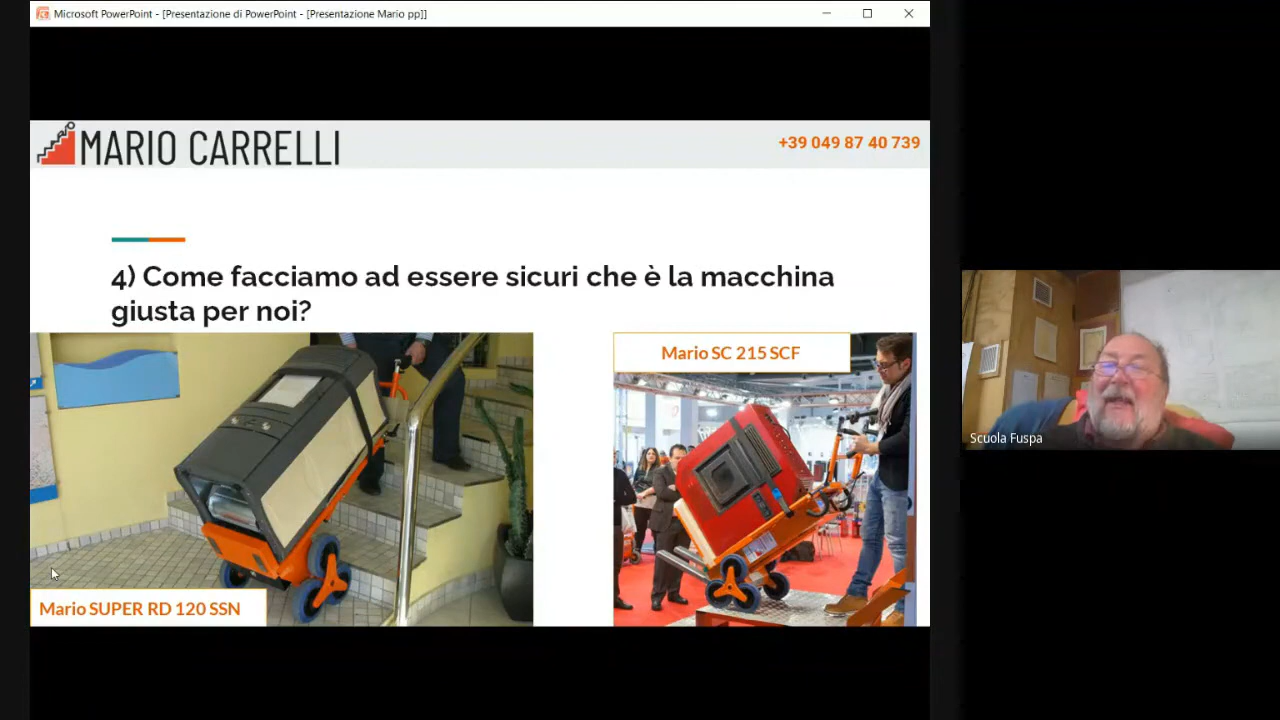 Microsoft PowerPoint - [Presentazione di PowerPoint - [Presentazione Mario pp]]
MARIO CARRELLI
+39 049 87 40 739
4) Come facciamo ad essere sicuri che è la macchina
giusta per noi?
Mario SC 215 SCF
Mario SUPER RD 120 SSN
Scuola Fuspa